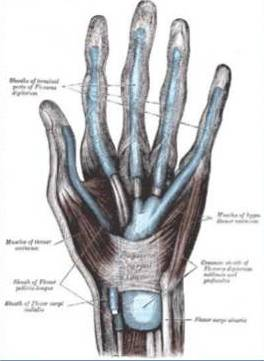 Sheaths of terminal
parts of Flexores
digitorum
Muscles of thenar
eminence
Sheath of Flexor
pollicis longus
Sheath of Flexor carpi
radialis
Muscles of hypo-
thenar eminence
Common sheath of
Flexores digitorum
sublimis and
profundus
Flexor carpi ulnaris